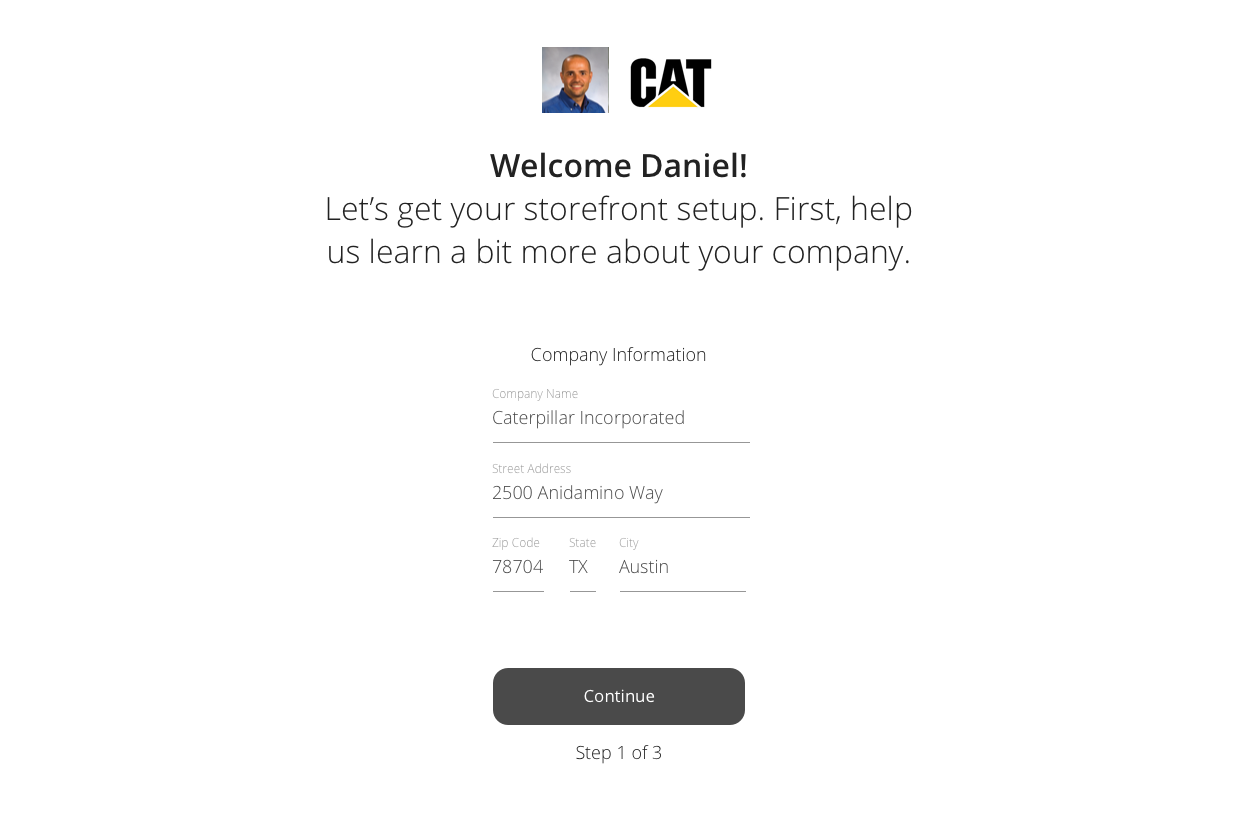 CAT
Welcome Daniel!
Let’s get your storefront setup. First, help
us learn a bit more about your company.
Company Information
Company Name
Caterpillar Incorporated
Street Address
2500 Anidamino Way
Zip Code State City
78704 TX Austin
Continue
Step 1 of 3